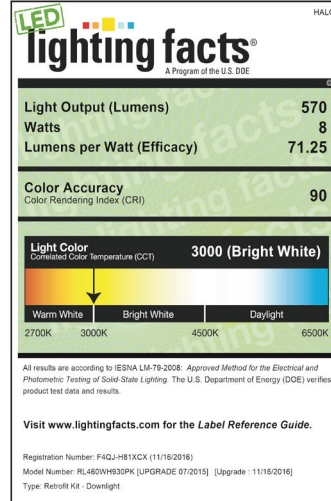 LED
HALO
lighting facts®
A Program of the U.S. DOE
Light Output (Lumens) 570
Watts 8
Lumens per Watt (Efficacy) 71.25
Color Accuracy 90
Color Rendering Index (CRI)
Light Color 3000 (Bright White)
Correlated Color Temperature (CCT)
Warm White Bright White Daylight
2700K 3000K 4500K 6500K
All results are according to IESNA LM-79-2008: Approved Method for the Electrical and
Photometric Testing of Solid-State Lighting. The U.S. Department of Energy (DOE) verifies
product test data and results.
Visit www.lightingfacts.com for the Label Reference Guide.
Registration Number: F4QJ-H81XCX (11/16/2016)
Model Number: RL460WH930PK [UPGRADE 07/2015] [Upgrade : 11/16/2016]
Type: Retrofit Kit - Downlight